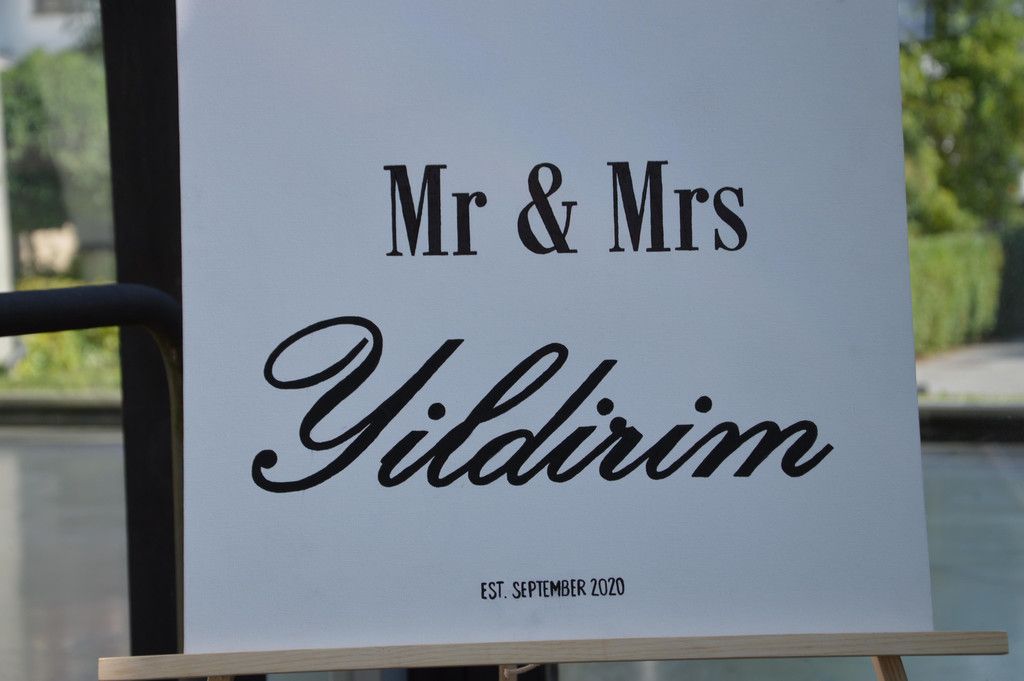 Mr & Mrs
Yildirim
EST. SEPTEMBER 2020